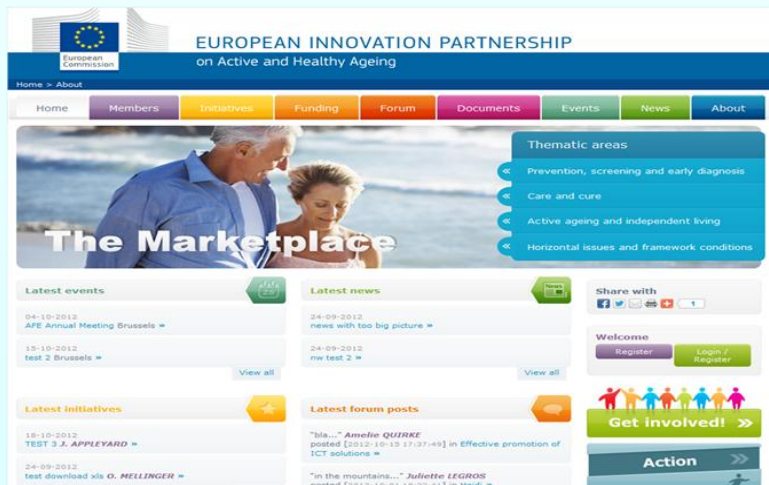 European
Commission
EUROPEAN INNOVATION PARTNERSHIP
on Active and Healthy Ageing
Home > About
Home
Members
Initiatives
Funding
Forum
Documents
Events
News
About
The Marketplace
Thematic areas
« Prevention, screening and early diagnosis
« Care and cure
« Active ageing and independent living
« Horizontal issues and framework conditions
Latest events
04-10-2012
AFE Annual Meeting Brussels »
15-10-2012
test 2 Brussels »
View all
Latest news
24-09-2012
news with too big picture »
24-09-2012
nw test 2 »
View all
Share with
1
Welcome
Register
Login /
Register
Get involved! »
Action »
Latest initiatives
18-10-2012
TEST 3 J. APPLEYARD »
24-09-2012
test download xls O. MELLINGER »
Latest forum posts
"bla..." Amelie QUIRKE
posted [2012-10-15 17:37:49] in Effective promotion of
ICT solutions »
"in the mountains..." Juliette LEGROS